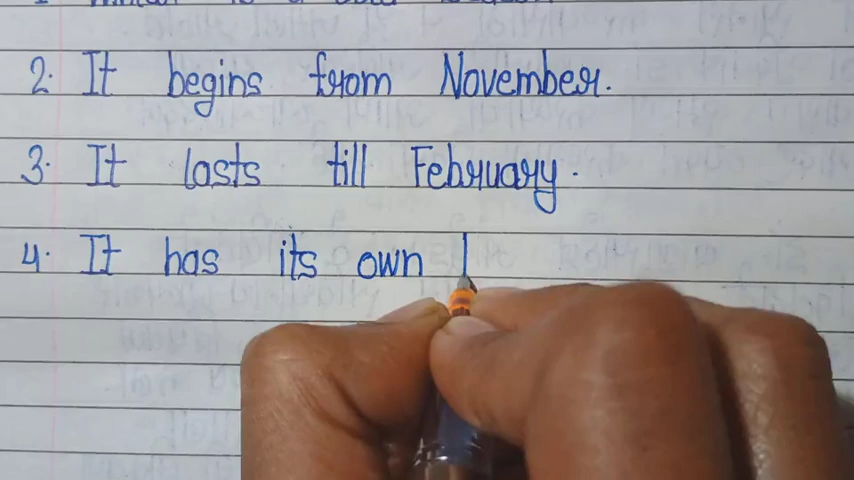 2. It begins from November.
3. It lasts till February.
4. It has its own